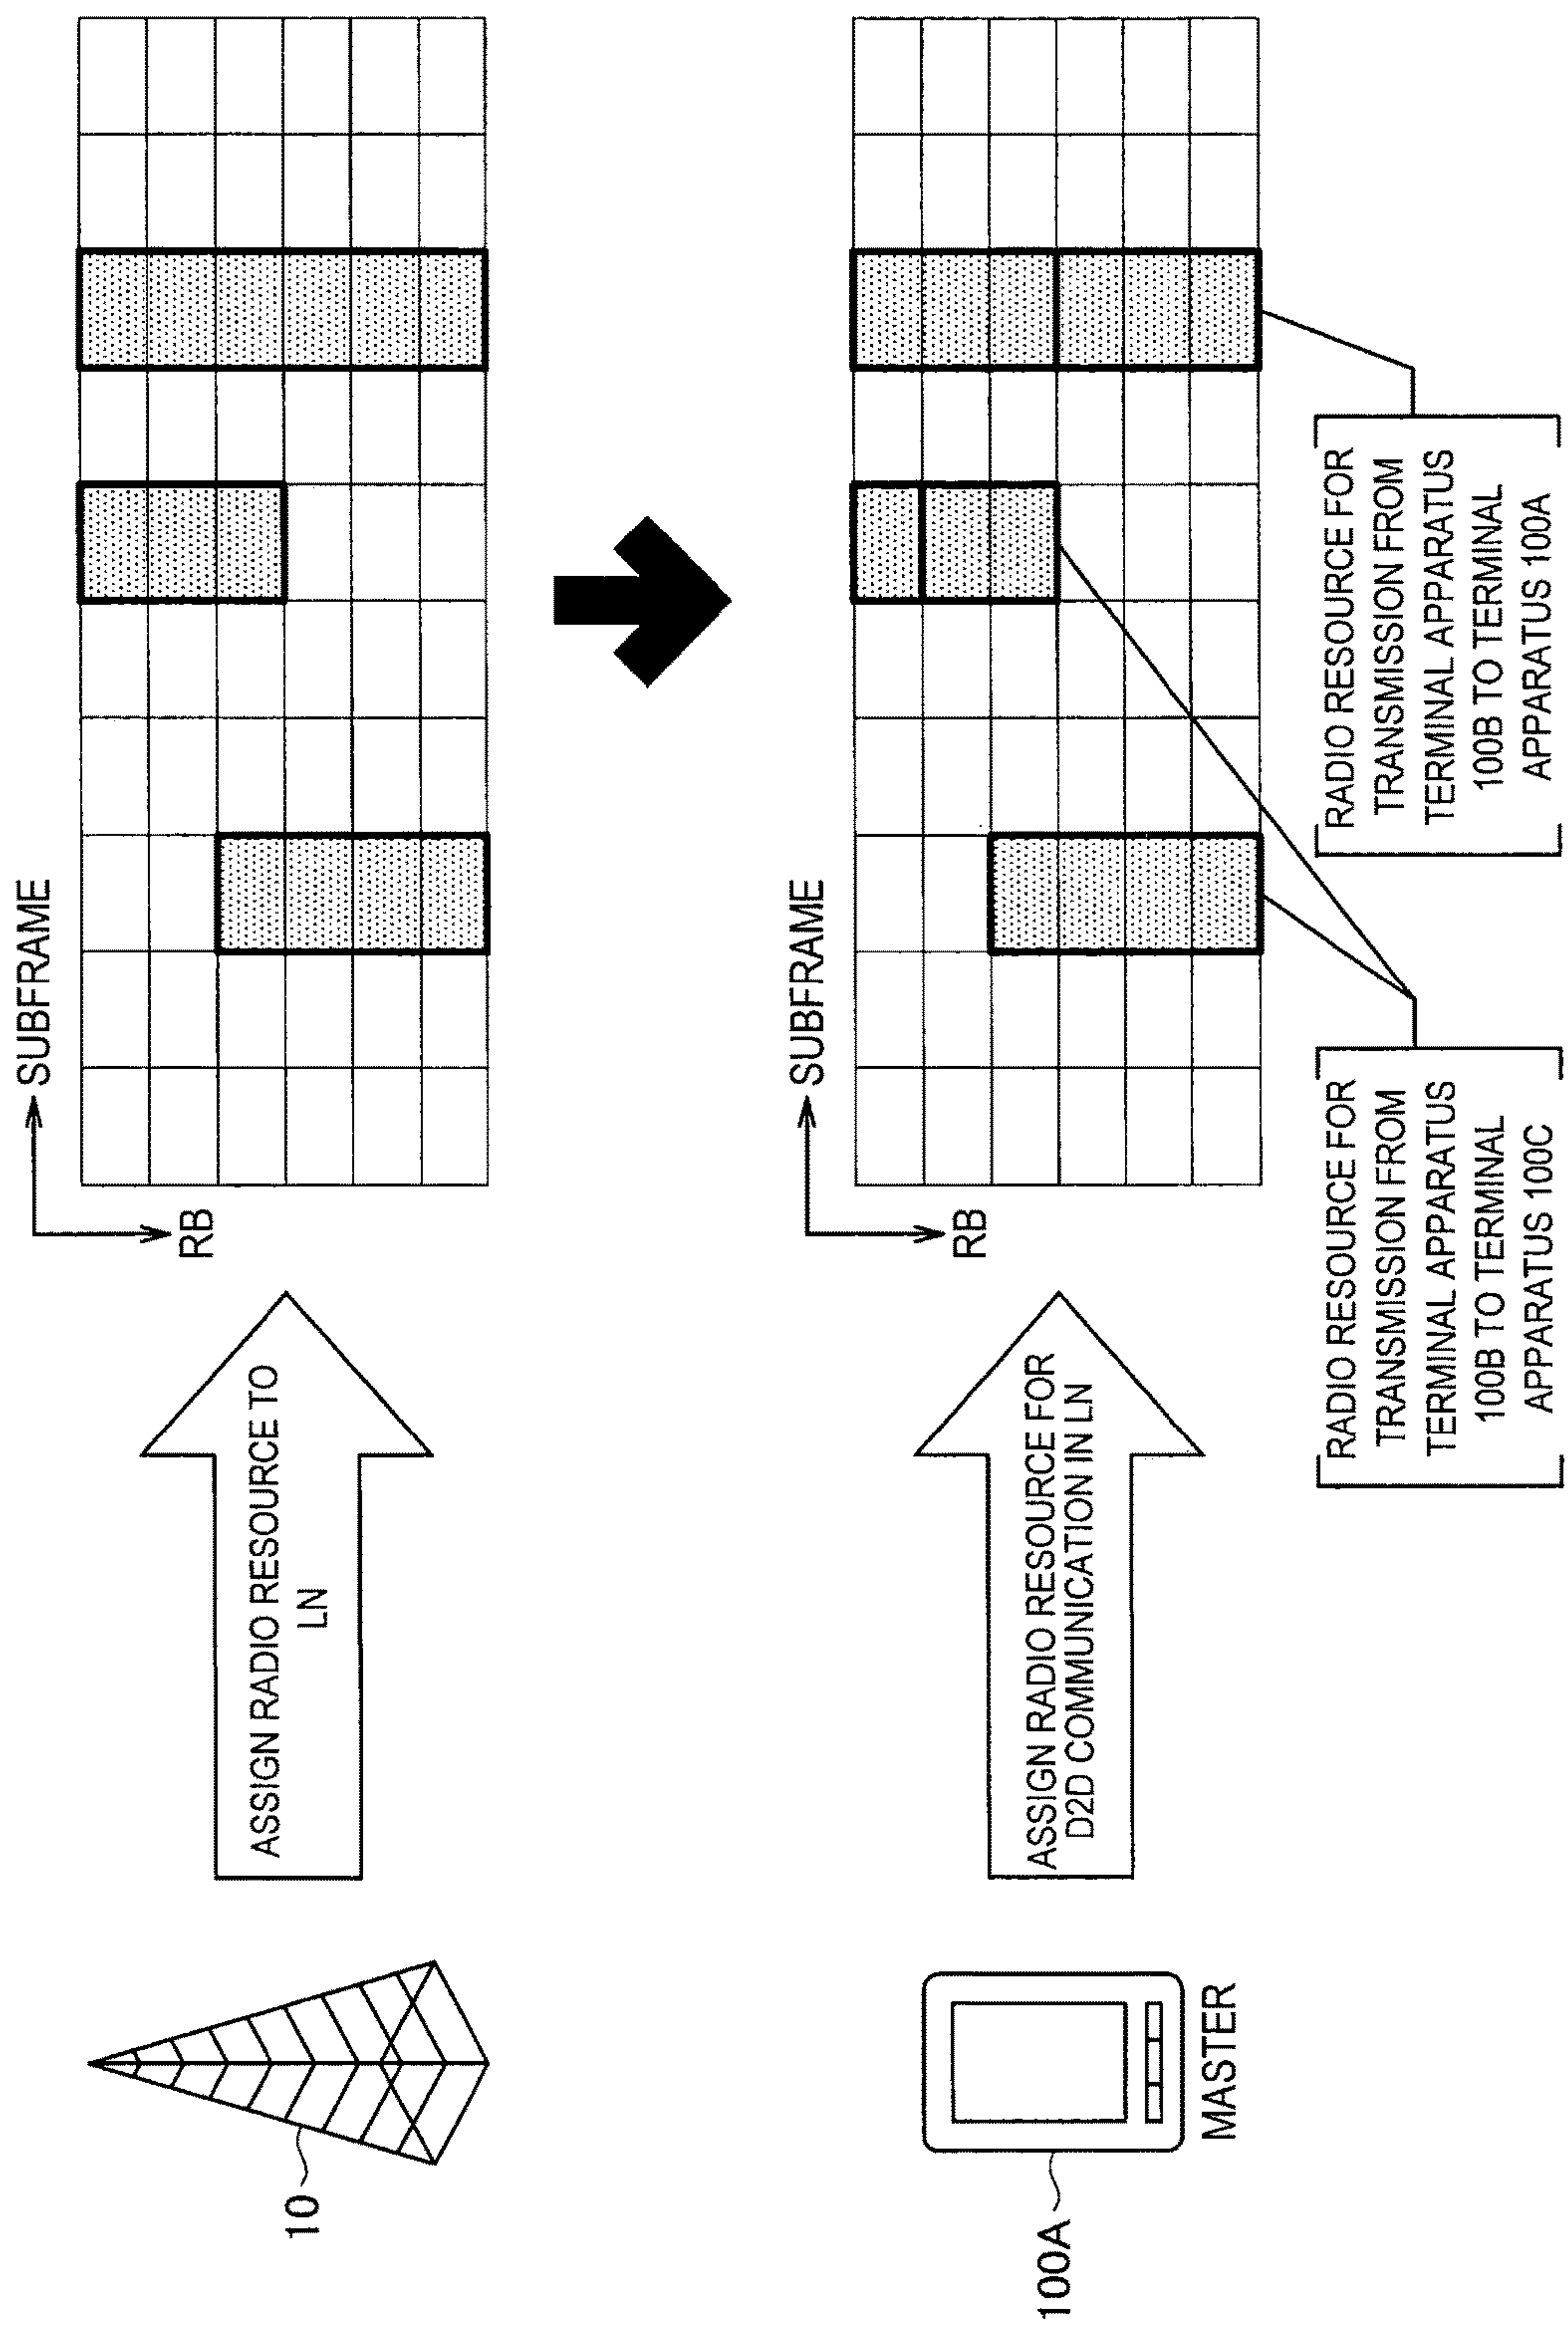 10
ASSIGN RADIO RESOURCE TO
LN
SUBFRAME
RB
100A
MASTER
ASSIGN RADIO RESOURCE FOR
D2D COMMUNICATION IN LN
SUBFRAME
RB
RADIO RESOURCE FOR
TRANSMISSION FROM
TERMINAL APPARATUS
100B TO TERMINAL
APPARATUS 100C
RADIO RESOURCE FOR
TRANSMISSION FROM
TERMINAL APPARATUS
100B TO TERMINAL
APPARATUS 100A